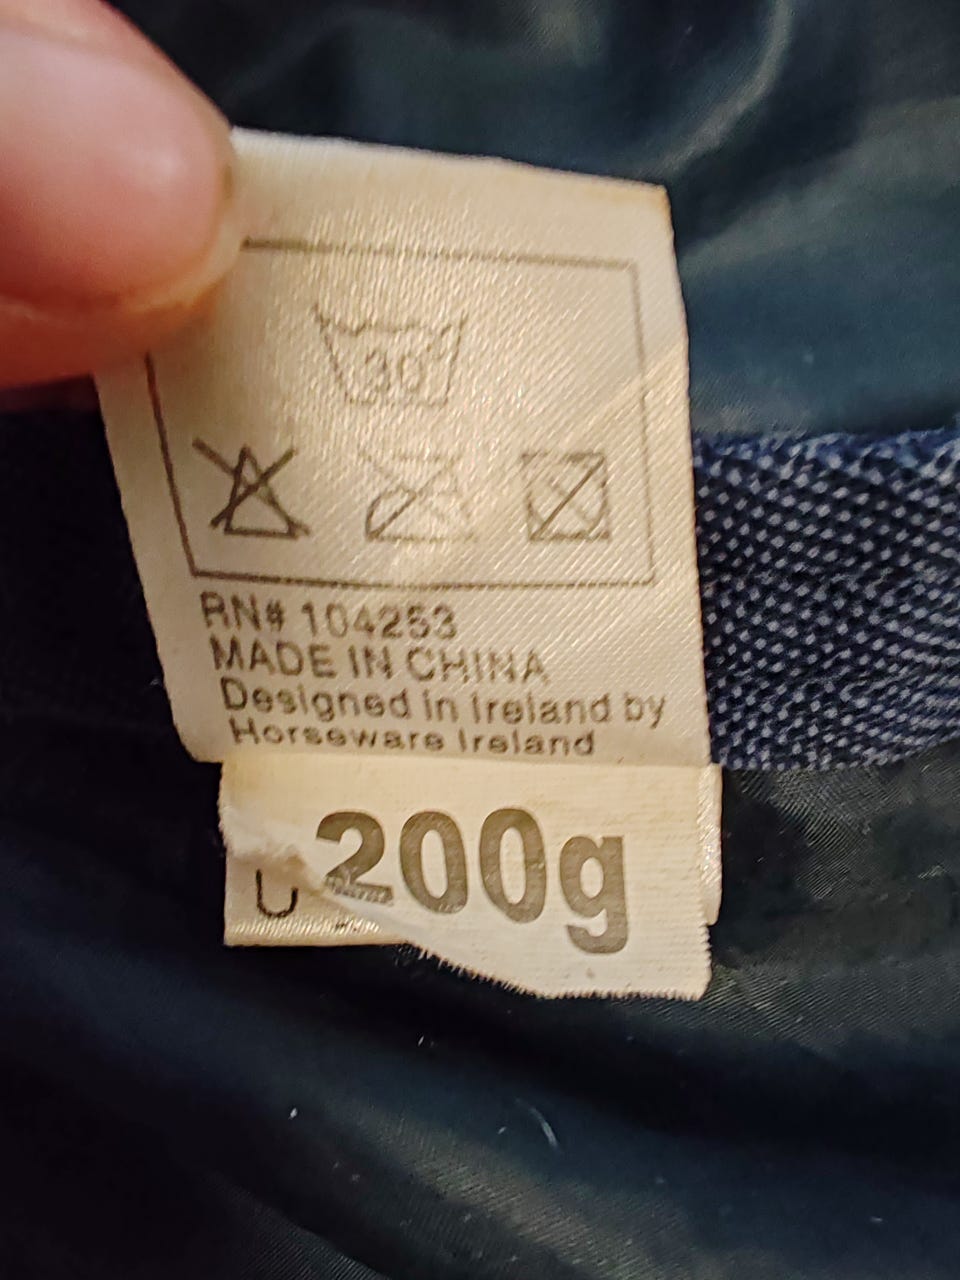 30°
RN# 104253
MADE IN CHINA
Designed in Ireland by
Horseware Ireland
200g